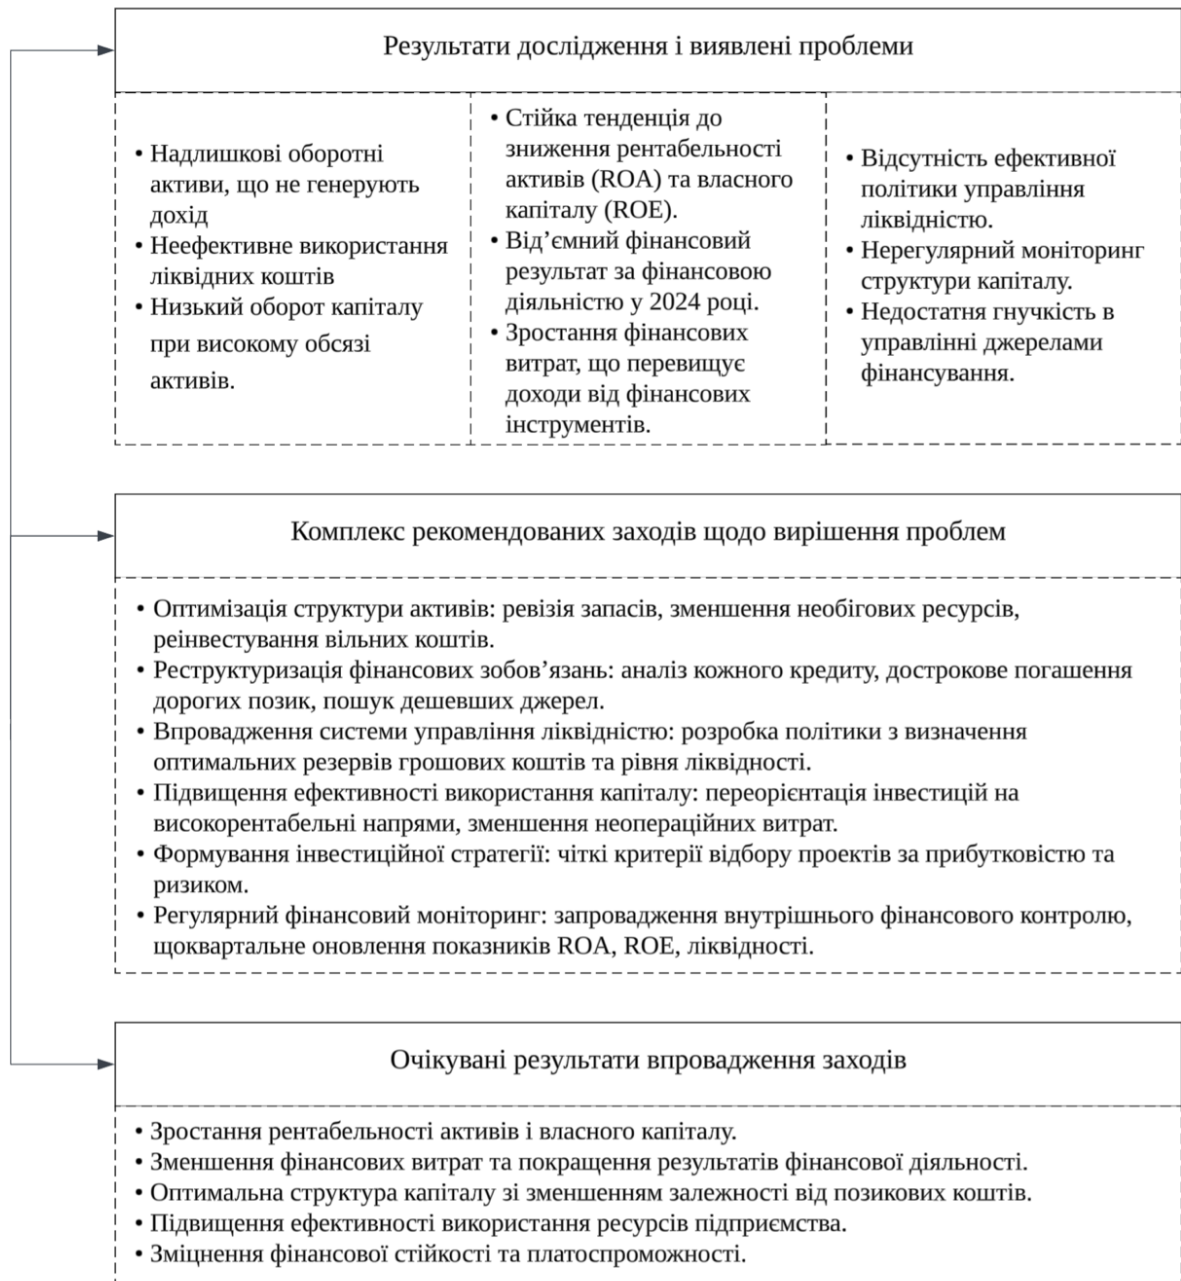 Результати дослідження і виявлені проблеми
• Надлишкові оборотні
активи, що не генерують
дохід
• Неефективне використання
ліквідних коштів
• Низький оборот капіталу
при високому обсязі
активів.
• Стійка тенденція до
зниження рентабельності
активів (ROA) та власного
капіталу (ROE).
• Від’ємний фінансовий
результат за фінансовою
діяльністю у 2024 році.
• Зростання фінансових
витрат, що перевищує
доходи від фінансових
інструментів.
• Відсутність ефективної
політики управління
ліквідністю.
• Нерегулярний моніторинг
структури капіталу.
• Недостатня гнучкість в
управлінні джерелами
фінансування.
Комплекс рекомендованих заходів щодо вирішення проблем
• Оптимізація структури активів: ревізія запасів, зменшення необігових ресурсів,
реінвестування вільних коштів.
• Реструктуризація фінансових зобов’язань: аналіз кожного кредиту, дострокове погашення
дорогих позик, пошук дешевших джерел.
• Впровадження системи управління ліквідністю: розробка політики з визначення
оптимальних резервів грошових коштів та рівня ліквідності.
• Підвищення ефективності використання капіталу: переорієнтація інвестицій на
високорентабельні напрями, зменшення неопераційних витрат.
• Формування інвестиційної стратегії: чіткі критерії відбору проектів за прибутковістю та
ризиком.
• Регулярний фінансовий моніторинг: запровадження внутрішнього фінансового контролю,
щоквартальне оновлення показників ROA, ROE, ліквідності.
Очікувані результати впровадження заходів
• Зростання рентабельності активів і власного капіталу.
• Зменшення фінансових витрат та покращення результатів фінансової діяльності.
• Оптимальна структура капіталу зі зменшенням залежності від позикових коштів.
• Підвищення ефективності використання ресурсів підприємства.
• Зміцнення фінансової стійкості та платоспроможності.